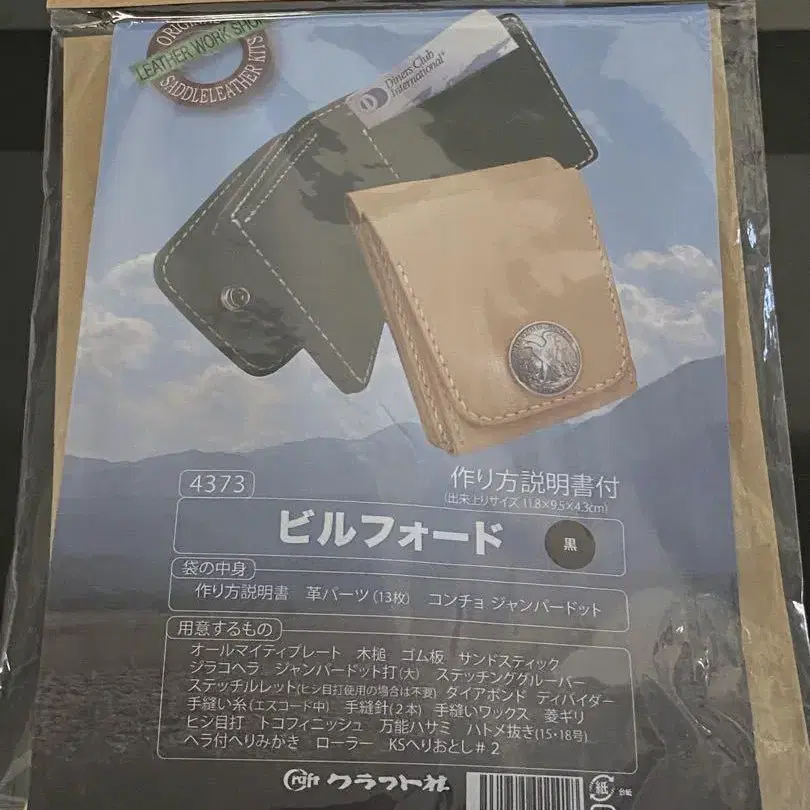 ORIGINAL
LEATHER WORK SHOP
SADDLELEATHER KITS
Diners Club
International®
4373
作り方説明書付
(出来上りサイズ 11.8×9.5×4.3cm)
ビルフォード
黒
袋の中身
作り方説明書 革パーツ(13枚) コンチョ ジャンパードット
用意するもの
オールマイティプレート 木槌 ゴム板 サンドスティック
ジラコヘラ ジャンパードット打(大) ステッチンググルーバー
ステッチルレット(ヒシ目打使用の場合は不要) ダイアボンド ディバイダー
手縫い糸(エスコード中) 手縫針(2本) 手縫いワックス 菱ギリ
ヒシ目打 トコフィニッシュ 万能ハサミ ハトメ抜き(15・18号)
ヘラ付へりみがき ローラー KSへりおとし#2
Craft クラフト社
紙
台紙